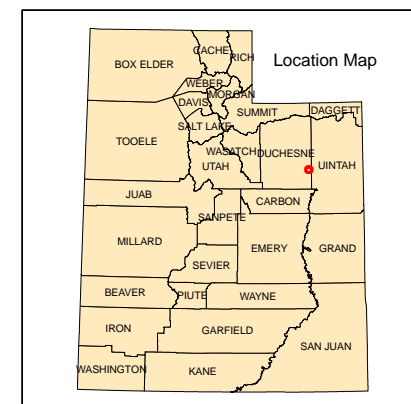 Location Map
CACHE
RICH
BOX ELDER
WEBER
MORGAN
DAVIS
SUMMIT
DAGGETT
SALT LAKE
TOOELE
WASATCH
DUCHESNE
UTAH
UINTAH
JUAB
CARBON
SANPETE
MILLARD
EMERY
GRAND
SEVIER
BEAVER
PIUTE
WAYNE
IRON
GARFIELD
SAN JUAN
WASHINGTON
KANE